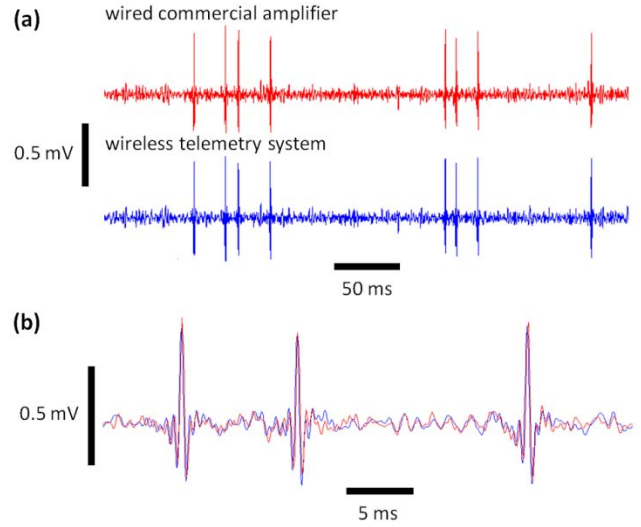 (a)
wired commercial amplifier
0.5 mV
wireless telemetry system
50 ms
(b)
0.5 mV
5 ms